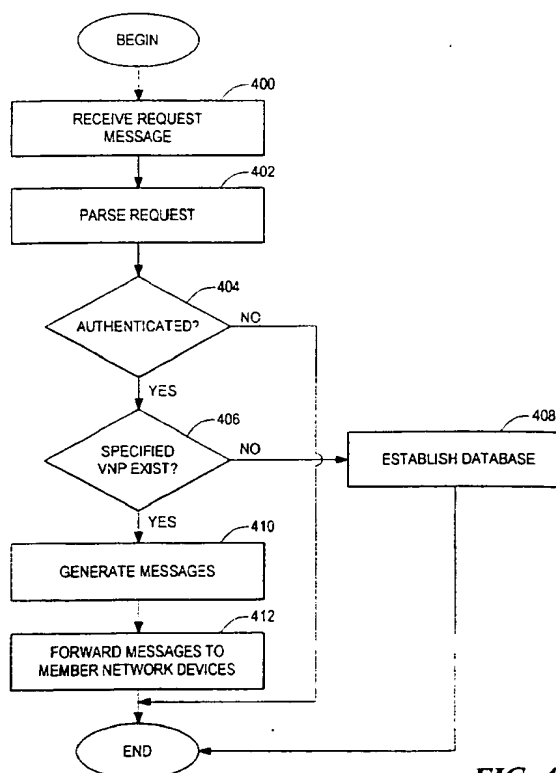 BEGIN
400
RECEIVE REQUEST
MESSAGE
402
PARSE REQUEST
404
AUTHENTICATED?
NO
YES
406
SPECIFIED
VNP EXIST?
NO
408
ESTABLISH DATABASE
YES
410
GENERATE MESSAGES
412
FORWARD MESSAGES TO
MEMBER NETWORK DEVICES
END
FIG. 4